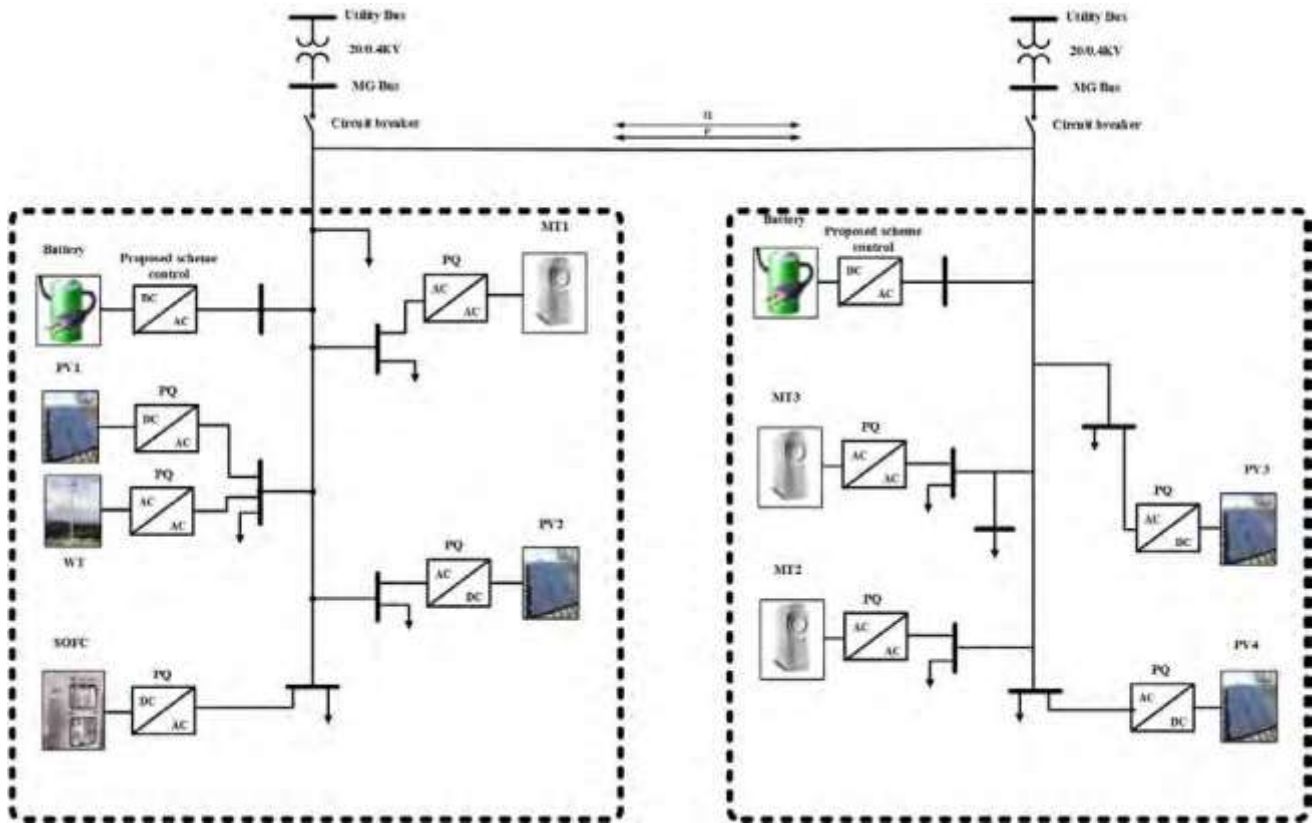 Utility Bus
20/0.4KV
MG Bus
Circuit breaker
Utility Bus
20/0.4KV
MG Bus
Circuit breaker
P
Battery
Proposed scheme
control
DC
AC
MT1
PQ
AC
AC
PV1
PQ
DC
AC
PQ
AC
AC
WT
PV2
PQ
AC
DC
SOFC
PQ
DC
AC
Battery
Proposed scheme
control
DC
AC
MT3
PQ
AC
AC
PV3
PQ
AC
DC
MT2
PQ
AC
AC
PV4
PQ
AC
DC